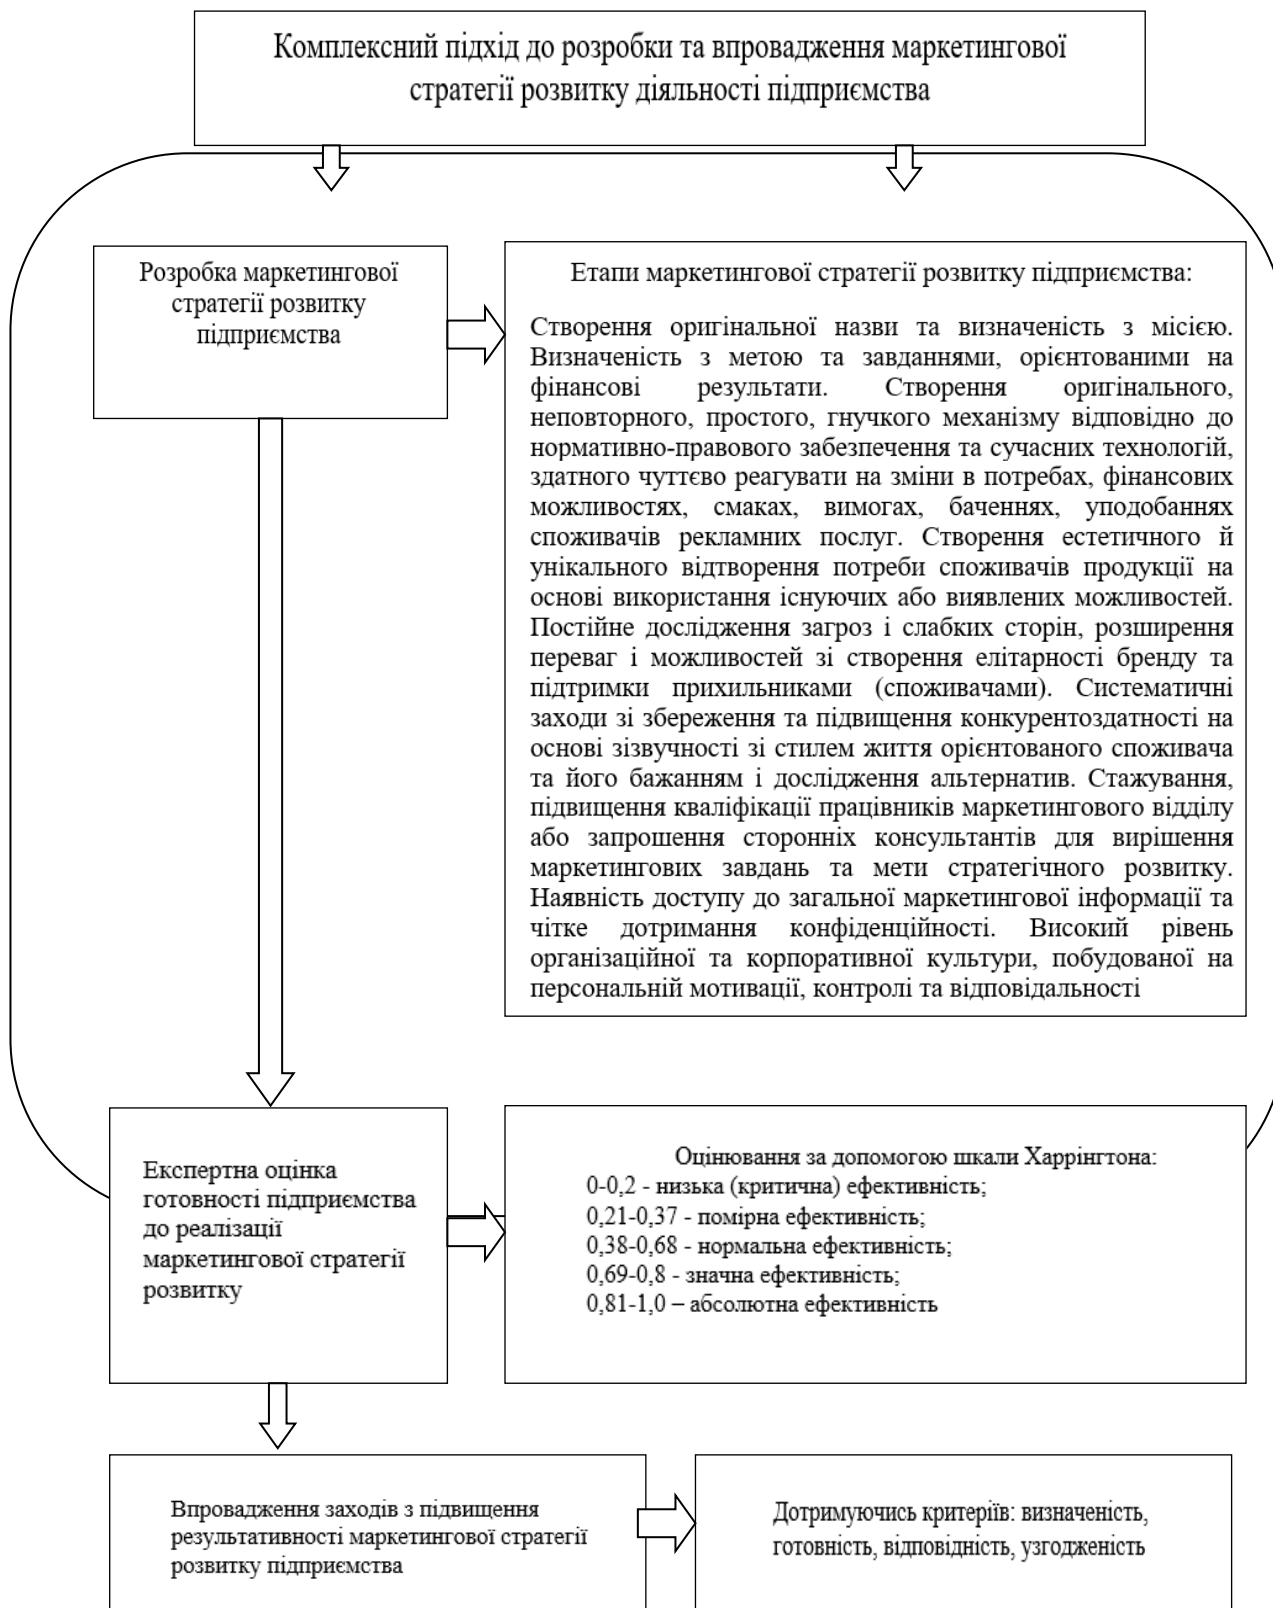 Комплексний підхід до розробки та впровадження маркетингової
стратегії розвитку діяльності підприємства
Розробка маркетингової
стратегії розвитку
підприємства
Етапи маркетингової стратегії розвитку підприємства:
Створення оригінальної назви та визначеність з місією.
Визначеність з метою та завданнями, орієнтованими на
фінансові результати. Створення оригінального,
неповторного, простого, гнучкого механізму відповідно до
нормативно-правового забезпечення та сучасних технологій,
здатного чуттєво реагувати на зміни в потребах, фінансових
можливостях, смаках, вимогах, баченнях, уподобаннях
споживачів рекламних послуг. Створення естетичного й
унікального відтворення потреби споживачів продукції на
основі використання існуючих або виявлених можливостей.
Постійне дослідження загроз і слабких сторін, розширення
переваг і можливостей зі створення елітарності бренду та
підтримки прихильниками (споживачами). Систематичні
заходи зі збереження та підвищення конкурентоздатності на
основі зізвучності зі стилем життя орієнтованого споживача
та його бажанням і дослідження альтернатив. Стажування,
підвищення кваліфікації працівників маркетингового відділу
або запрошення сторонніх консультантів для вирішення
маркетингових завдань та мети стратегічного розвитку.
Наявність доступу до загальної маркетингової інформації та
чітке дотримання конфіденційності. Високий рівень
організаційної та корпоративної культури, побудованої на
персональній мотивації, контролі та відповідальності
Експертна оцінка
готовності підприємства
до реалізації
маркетингової стратегії
розвитку
Оцінювання за допомогою шкали Харрінгтона:
0-0,2 - низька (критична) ефективність;
0,21-0,37 - помірна ефективність;
0,38-0,68 - нормальна ефективність;
0,69-0,8 - значна ефективність;
0,81-1,0 – абсолютна ефективність
Впровадження заходів з підвищення
результативності маркетингової стратегії
розвитку підприємства
Дотримуючись критеріїв: визначеність,
готовність, відповідність, узгодженість